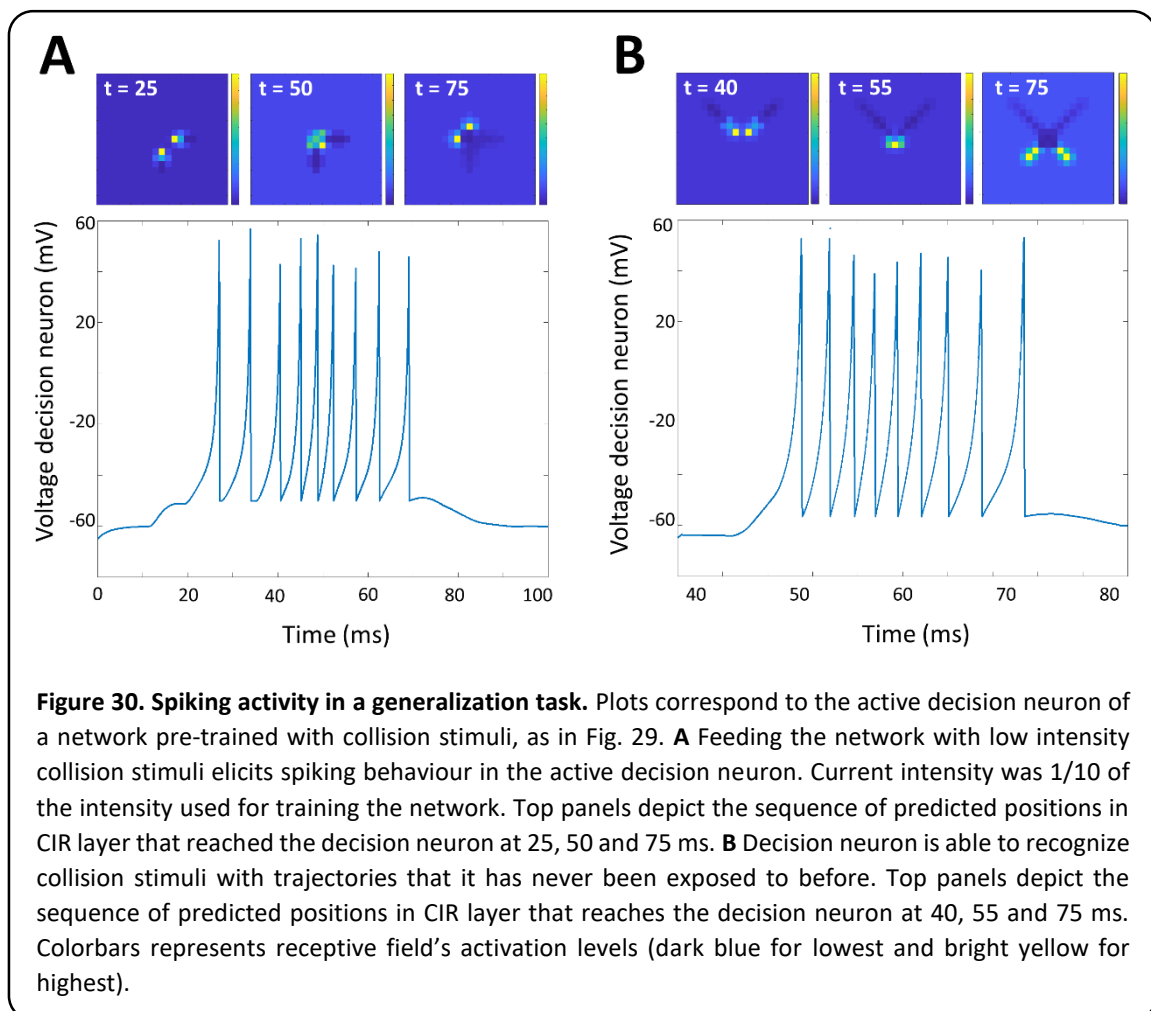 A
B
t = 25
t = 50
t = 75
t = 40
t = 55
t = 75
Voltage decision neuron (mV)
60
20
-20
-60
0
20
40
60
80
100
Time (ms)
Voltage decision neuron (mV)
60
20
-20
-60
40
50
60
70
80
Time (ms)
Figure 30. Spiking activity in a generalization task. Plots correspond to the active decision neuron of
a network pre-trained with collision stimuli, as in Fig. 29. A Feeding the network with low intensity
collision stimuli elicits spiking behaviour in the active decision neuron. Current intensity was 1/10 of
the intensity used for training the network. Top panels depict the sequence of predicted positions in
CIR layer that reached the decision neuron at 25, 50 and 75 ms. B Decision neuron is able to recognize
collision stimuli with trajectories that it has never been exposed to before. Top panels depict the
sequence of predicted positions in CIR layer that reaches the decision neuron at 40, 55 and 75 ms.
Colorbars represents receptive field’s activation levels (dark blue for lowest and bright yellow for
highest).